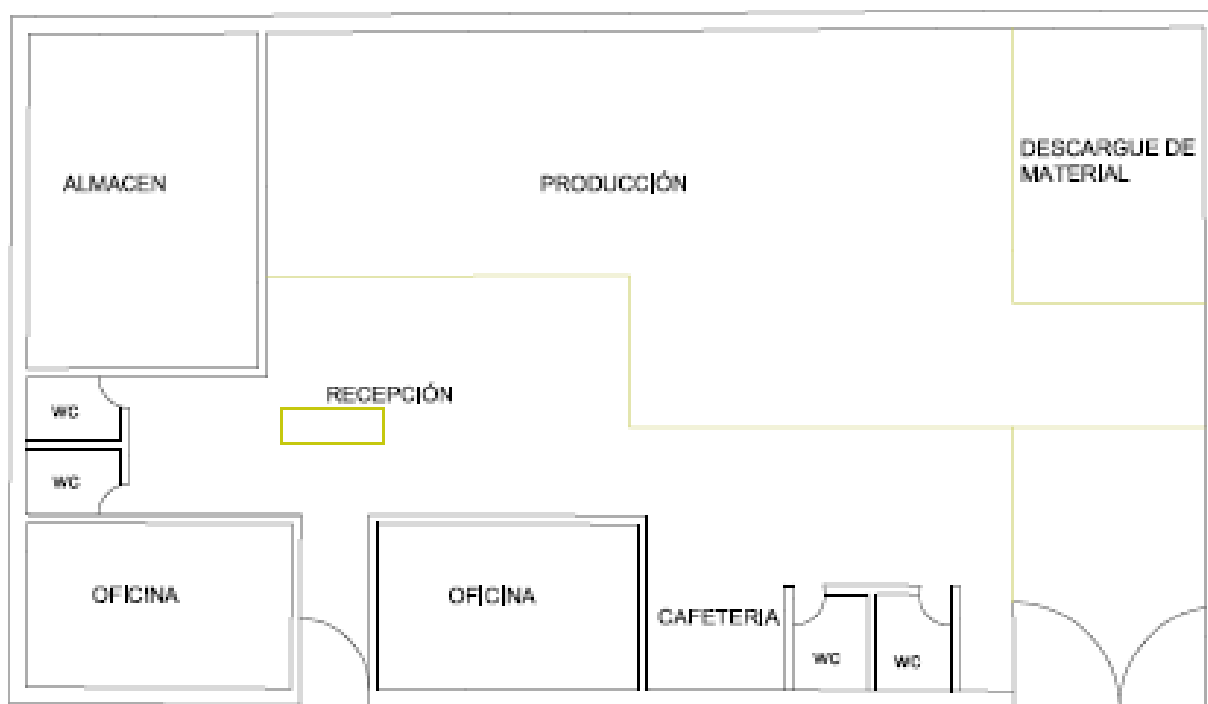 DESCARGUE DE
MATERIAL
ALMACEN
PRODUCCIÓN
RECEPCIÓN
WC
WC
OFICINA
OFICINA
CAFETERIA
WC
WC